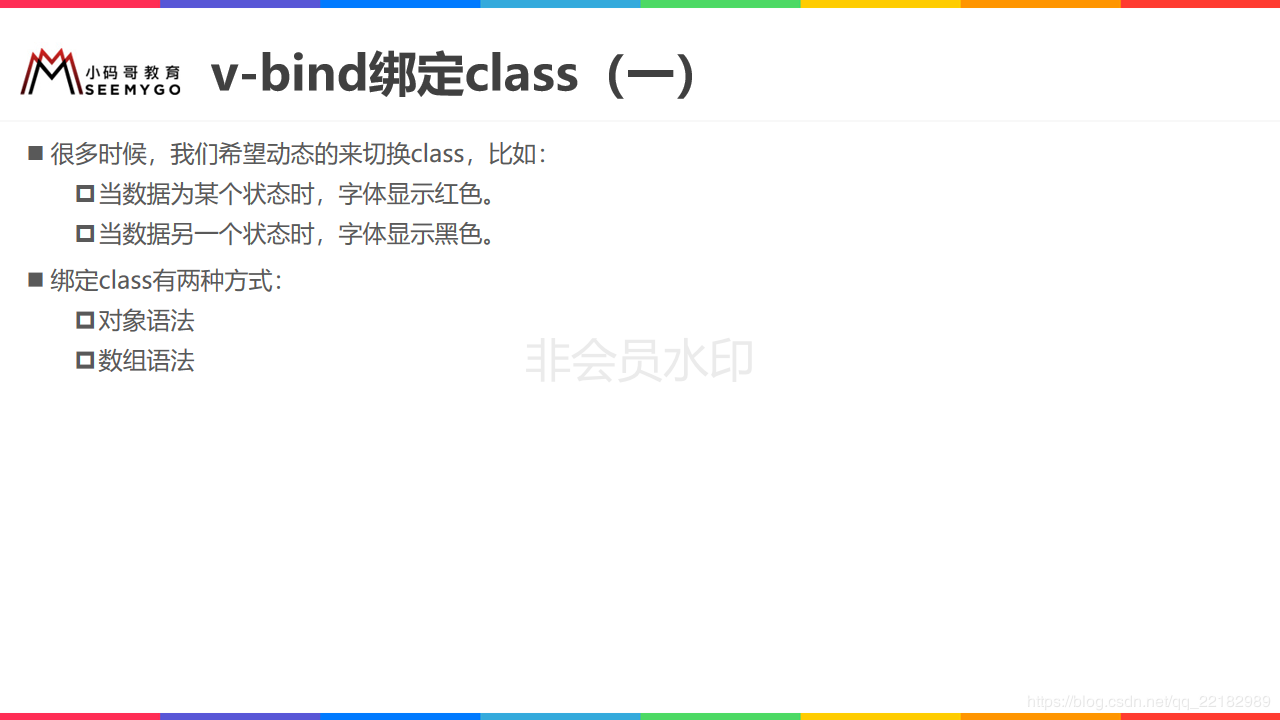 小码哥教育
SEEMYGO
v-bind绑定class（一）
很多时候，我们希望动态的来切换class，比如：
当数据为某个状态时，字体显示红色。
当数据另一个状态时，字体显示黑色。
绑定class有两种方式：
对象语法
数组语法
非会员水印
https://blog.csdn.net/qq_22182989